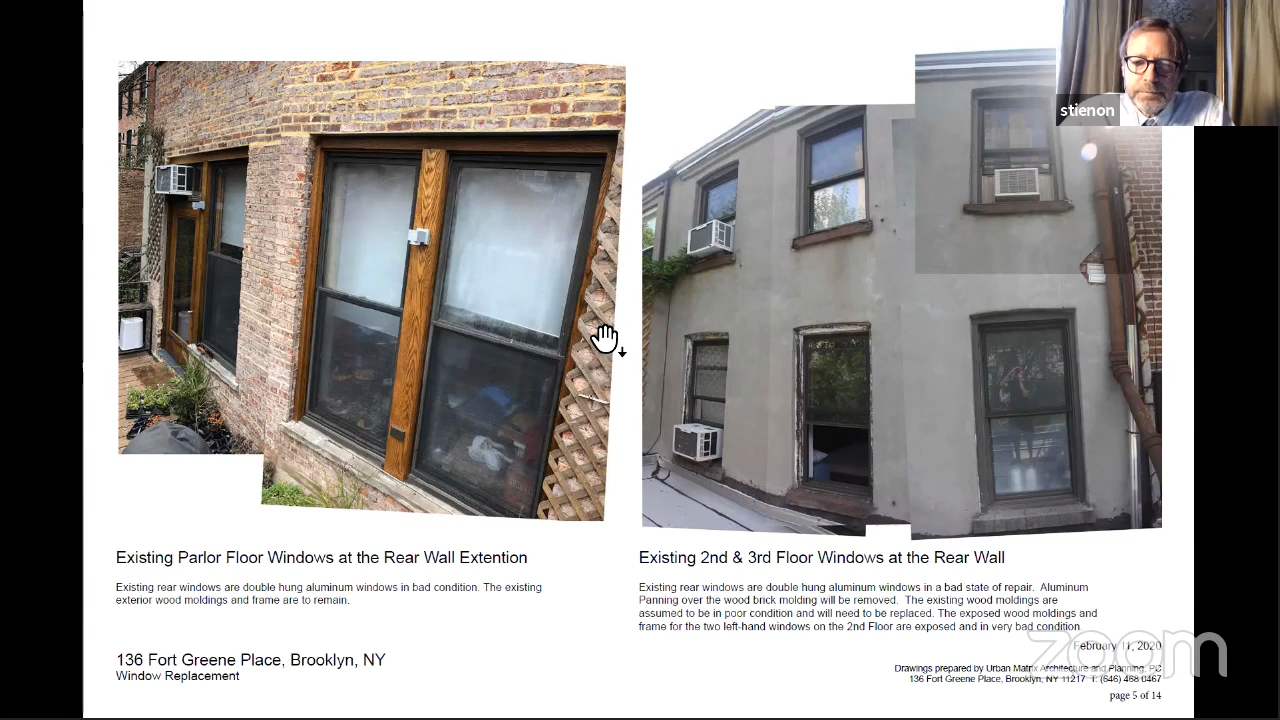 stienon
Existing Parlor Floor Windows at the Rear Wall Extention
Existing rear windows are double hung aluminum windows in bad condition. The existing
exterior wood moldings and frame are to remain.
Existing 2nd & 3rd Floor Windows at the Rear Wall
Existing rear windows are double hung aluminum windows in a bad state of repair. Aluminum
Panning over the wood brick molding will be removed. The existing wood moldings are
assumed to be in poor condition and will need to be replaced. The exposed wood moldings and
frame for the two left-hand windows on the 2nd Floor are exposed and in very bad condition.
136 Fort Greene Place, Brooklyn, NY
Window Replacement
February 11, 2020
Drawings prepared by Urban Matrix Architecture and Planning, PC
136 Fort Greene Place, Brooklyn, NY 11217 T: (646) 468 0467
page 5 of 14
zoom